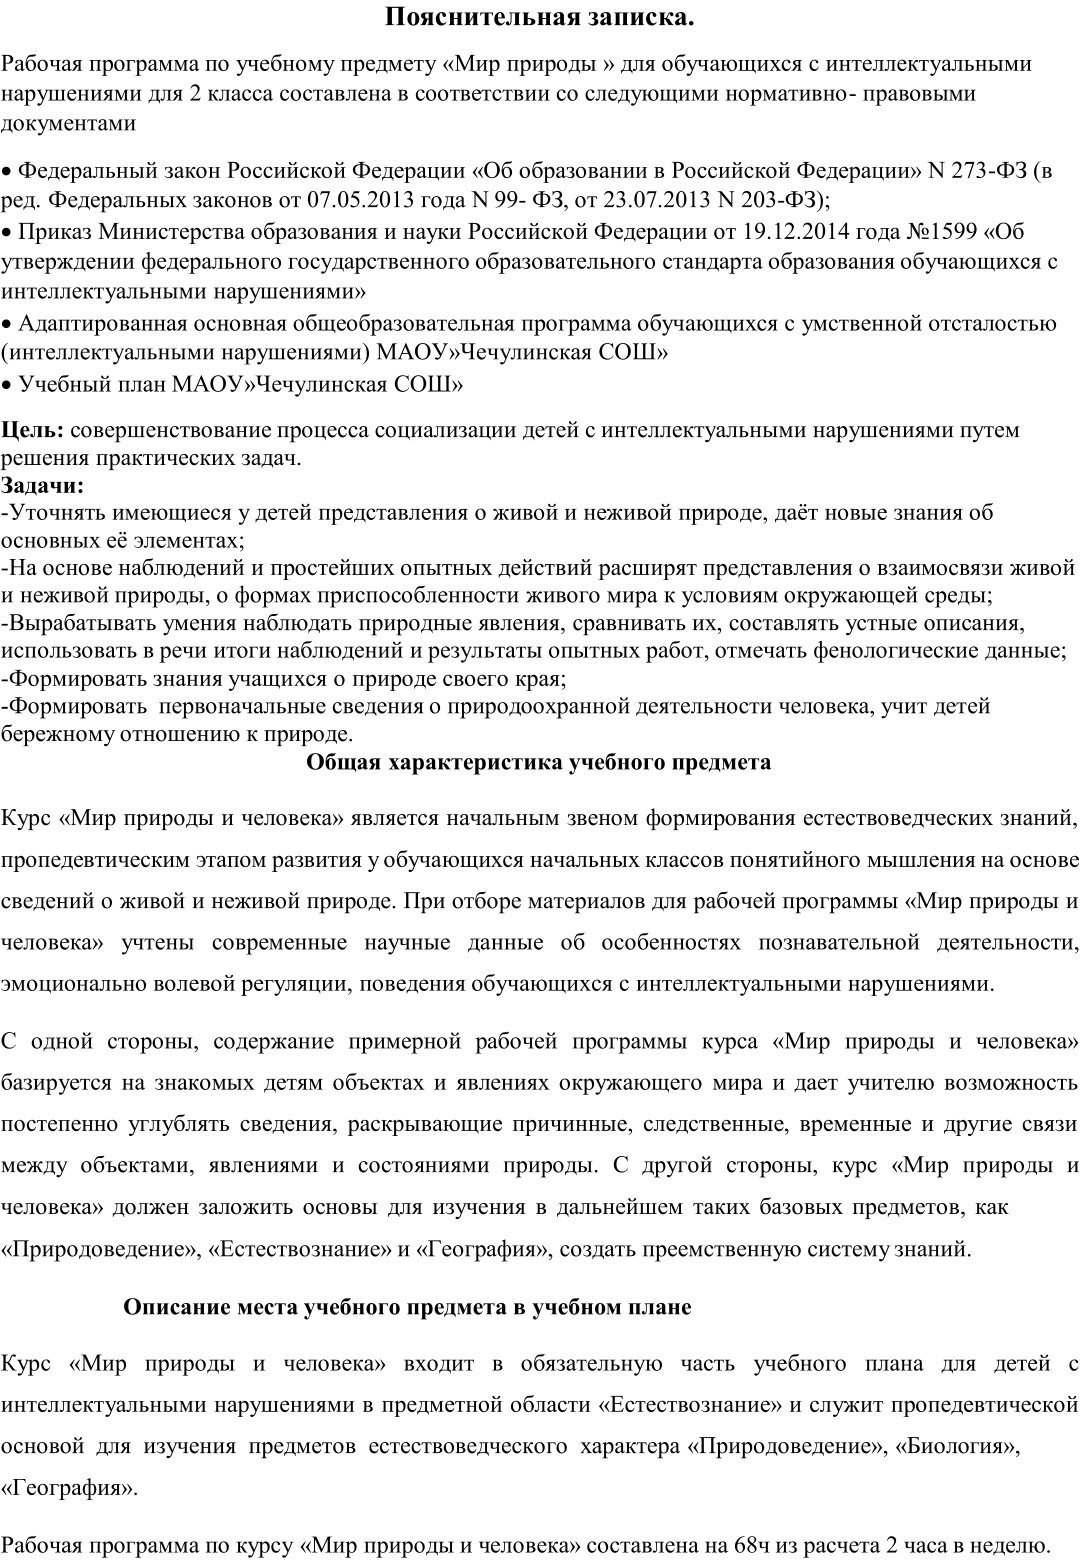 Пояснительная записка.
Рабочая программа по учебному предмету «Мир природы » для обучающихся с интеллектуальными
нарушениями для 2 класса составлена в соответствии со следующими нормативно- правовыми
документами
• Федеральный закон Российской Федерации «Об образовании в Российской Федерации» N 273-ФЗ (в
ред. Федеральных законов от 07.05.2013 года N 99- ФЗ, от 23.07.2013 N 203-ФЗ);
• Приказ Министерства образования и науки Российской Федерации от 19.12.2014 года №1599 «Об
утверждении федерального государственного образовательного стандарта образования обучающихся с
интеллектуальными нарушениями»
• Адаптированная основная общеобразовательная программа обучающихся с умственной отсталостью
(интеллектуальными нарушениями) МАОУ»Чечулинская СОШ»
• Учебный план МАОУ»Чечулинская СОШ»
Цель: совершенствование процесса социализации детей с интеллектуальными нарушениями путем
решения практических задач.
Задачи:
-Уточнять имеющиеся у детей представления о живой и неживой природе, даёт новые знания об
основных её элементах;
-На основе наблюдений и простейших опытных действий расширят представления о взаимосвязи живой
и неживой природы, о формах приспособленности живого мира к условиям окружающей среды;
-Вырабатывать умения наблюдать природные явления, сравнивать их, составлять устные описания,
использовать в речи итоги наблюдений и результаты опытных работ, отмечать фенологические данные;
-Формировать знания учащихся о природе своего края;
-Формировать  первоначальные сведения о природоохранной деятельности человека, учит детей
бережному отношению к природе.
Общая характеристика учебного предмета
Курс «Мир природы и человека» является начальным звеном формирования естествоведческих знаний,
пропедевтическим этапом развития у обучающихся начальных классов понятийного мышления на основе
сведений о живой и неживой природе. При отборе материалов для рабочей программы «Мир природы и
человека» учтены современные научные данные об особенностях познавательной деятельности,
эмоционально волевой регуляции, поведения обучающихся с интеллектуальными нарушениями.
С одной стороны, содержание примерной рабочей программы курса «Мир природы и человека»
базируется на знакомых детям объектах и явлениях окружающего мира и дает учителю возможность
постепенно углублять сведения, раскрывающие причинные, следственные, временные и другие связи
между объектами, явлениями и состояниями природы. С другой стороны, курс «Мир природы и
человека» должен заложить основы для изучения в дальнейшем таких базовых предметов, как
«Природоведение», «Естествознание» и «География», создать преемственную систему знаний.
Описание места учебного предмета в учебном плане
Курс «Мир природы и человека» входит в обязательную часть учебного плана для детей с
интеллектуальными нарушениями в предметной области «Естествознание» и служит пропедевтической
основой для изучения предметов естествоведческого характера «Природоведение», «Биология»,
«География».
Рабочая программа по курсу «Мир природы и человека» составлена на 68ч из расчета 2 часа в неделю.